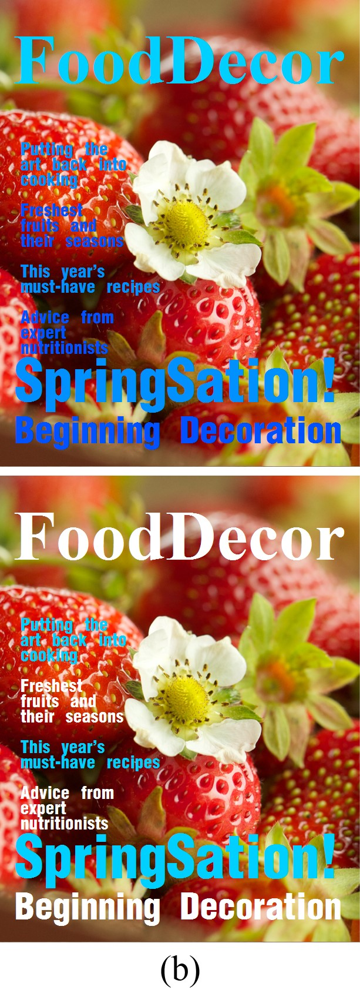 FoodDecor
Putting the
art back into
cooking
Freshest
fruits and
their seasons
This year's
must-have recipes
Advice from
expert
nutritionists
SpringSation!
Beginning Decoration
FoodDecor
Putting the
art back into
cooking
Freshest
fruits and
their seasons
This year's
must-have recipes
Advice from
expert
nutritionists
SpringSation!
Beginning Decoration
(b)